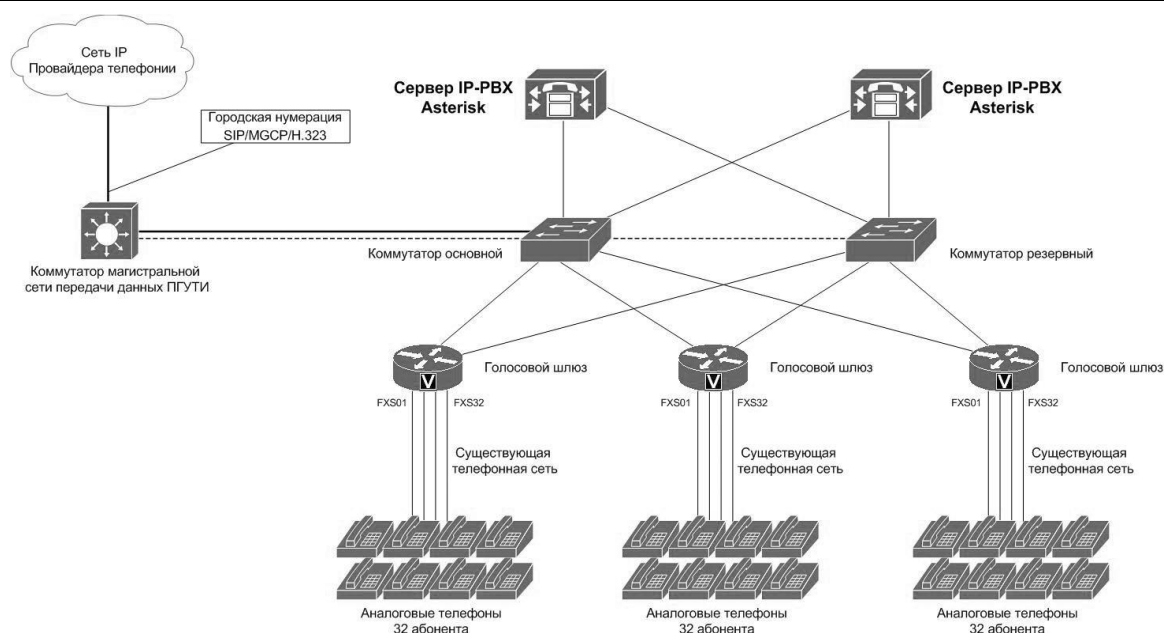 Сеть IP
Провайдера телефонии
Городская нумерация
SIP/MGCP/H.323
Сервер IP-PBX
Asterisk
Сервер IP-PBX
Asterisk
Коммутатор магистральной
сети передачи данных ПГУТИ
Коммутатор основной
Коммутатор резервный
Голосовой шлюз
Голосовой шлюз
Голосовой шлюз
V
V
V
FXS01
FXS32
FXS01
FXS32
FXS01
FXS32
Существующая
телефонная сеть
Существующая
телефонная сеть
Существующая
телефонная сеть
Аналоговые телефоны
32 абонента
Аналоговые телефоны
32 абонента
Аналоговые телефоны
32 абонента